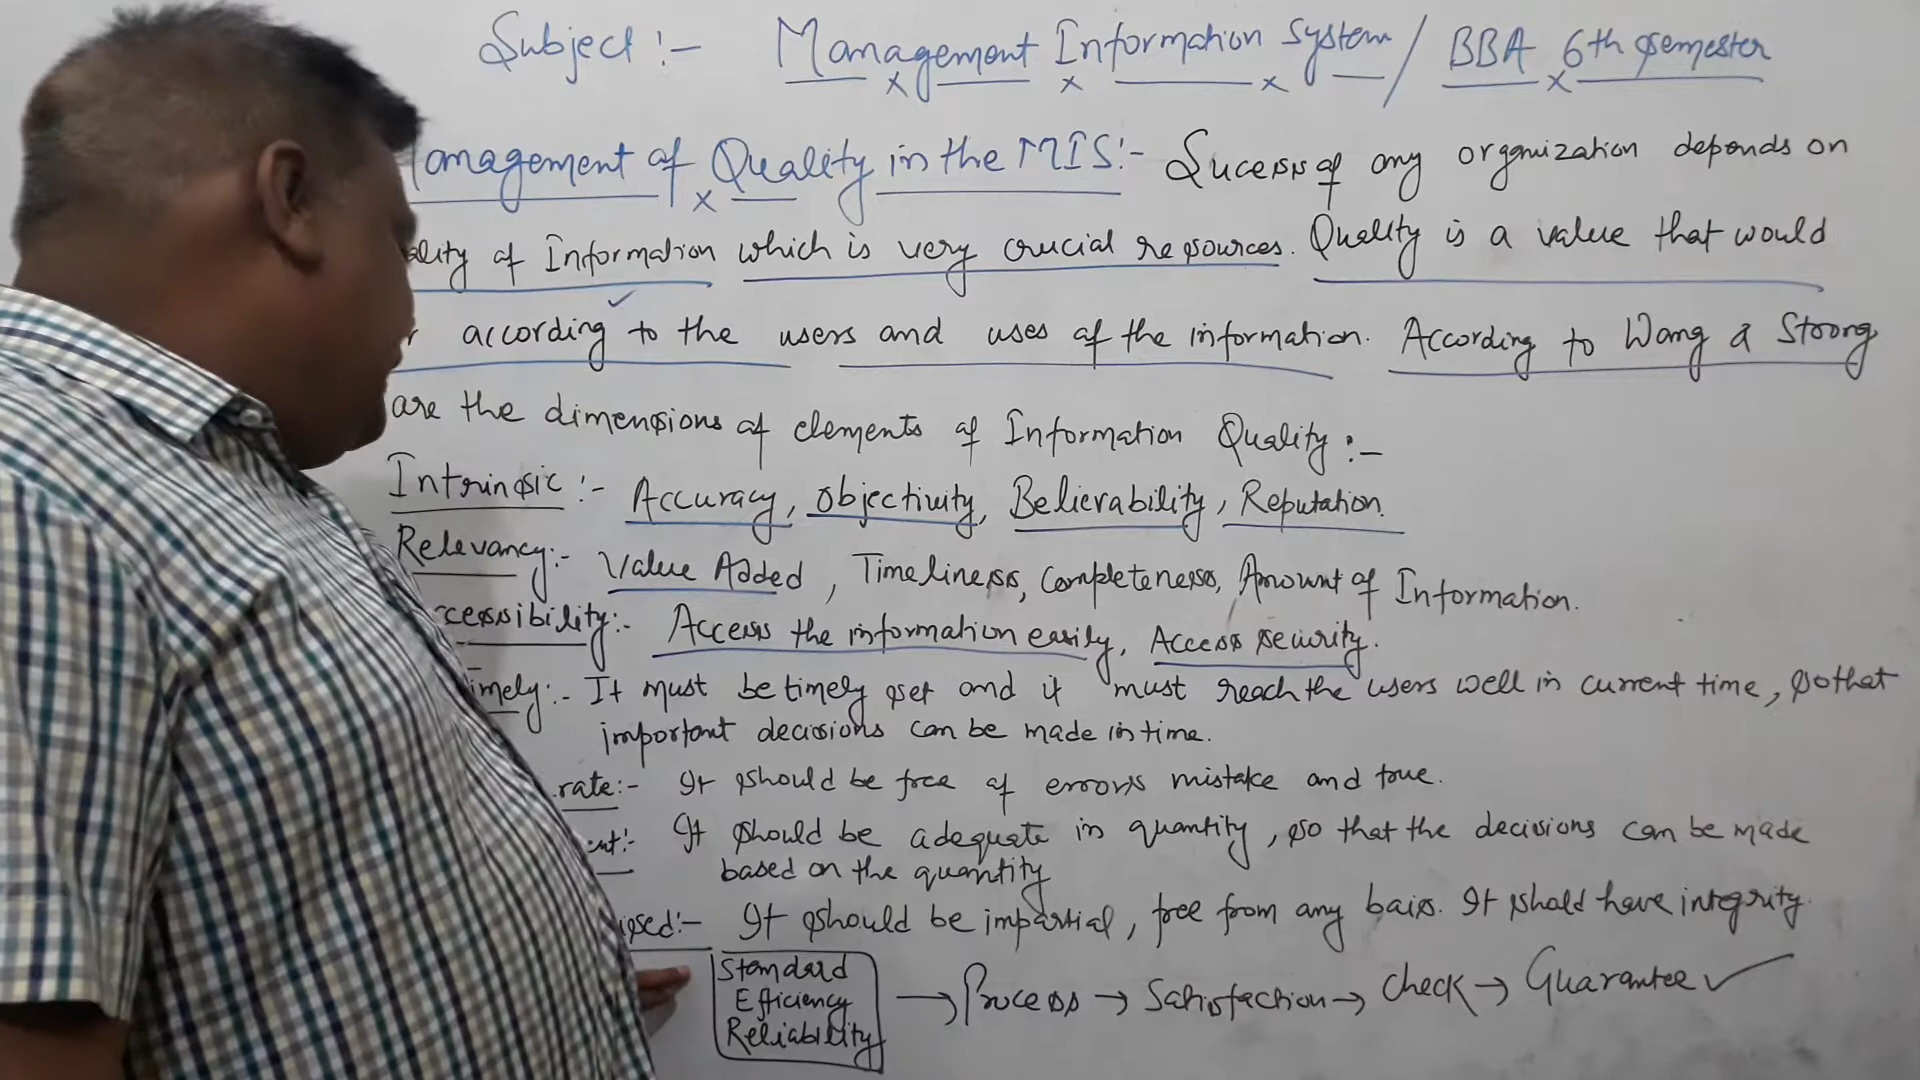 Subject :- Management Information System / BBA 6th Semester
Management of Quality in the MIS :- Sucess of any organization depends on
of Information which is very crucial resources. Quality is a value that would
according to the users and uses of the information. According to Wang & Strong
are the dimensions of elements of Information Quality :-
Intrinsic :- Accuracy, Objectivity, Believability, Reputation.
Relevancy :- Value Added, Timeliness, Completeness, Amount of Information.
ccessibility :- Access the information easily, Access security.
imely :- It must be timely set and it must reach the users well in current time, so that
important decisions can be made in time.
rate :- It should be free of errors mistake and true.
It should be adequate in quantity, so that the decisions can be made
based on the quantity
It should be impartial, free from any bais. It shold have integrity.
Standard
Efficiency → Process → Satisfaction → Check → Guarantee ✓
Reliability